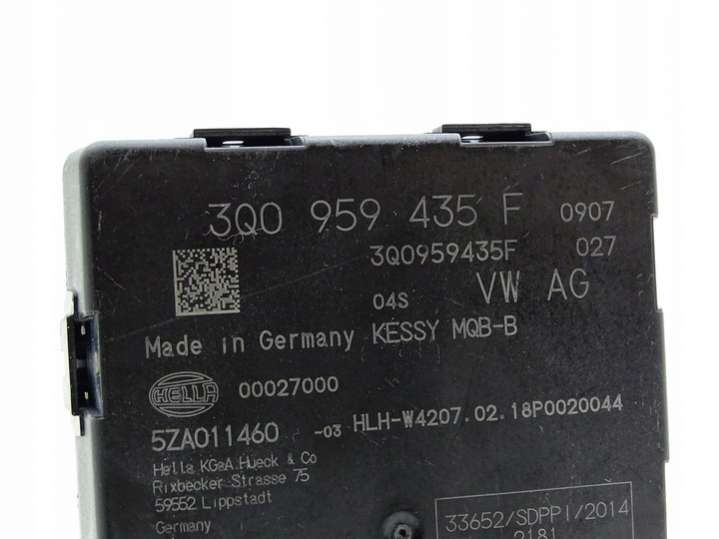 3Q0 959 435 F 0907
3Q0959435F 027
04S VW AG
Made in Germany KESSY MQB-B
HELLA 00027000
5ZA011460 -03 HLH-W4207.02.18P0020044
Hella KGaA Hueck & Co
Rixbecker Strasse 75
59552 Lippstadt
Germany
33652/SDPPI/2014
2181